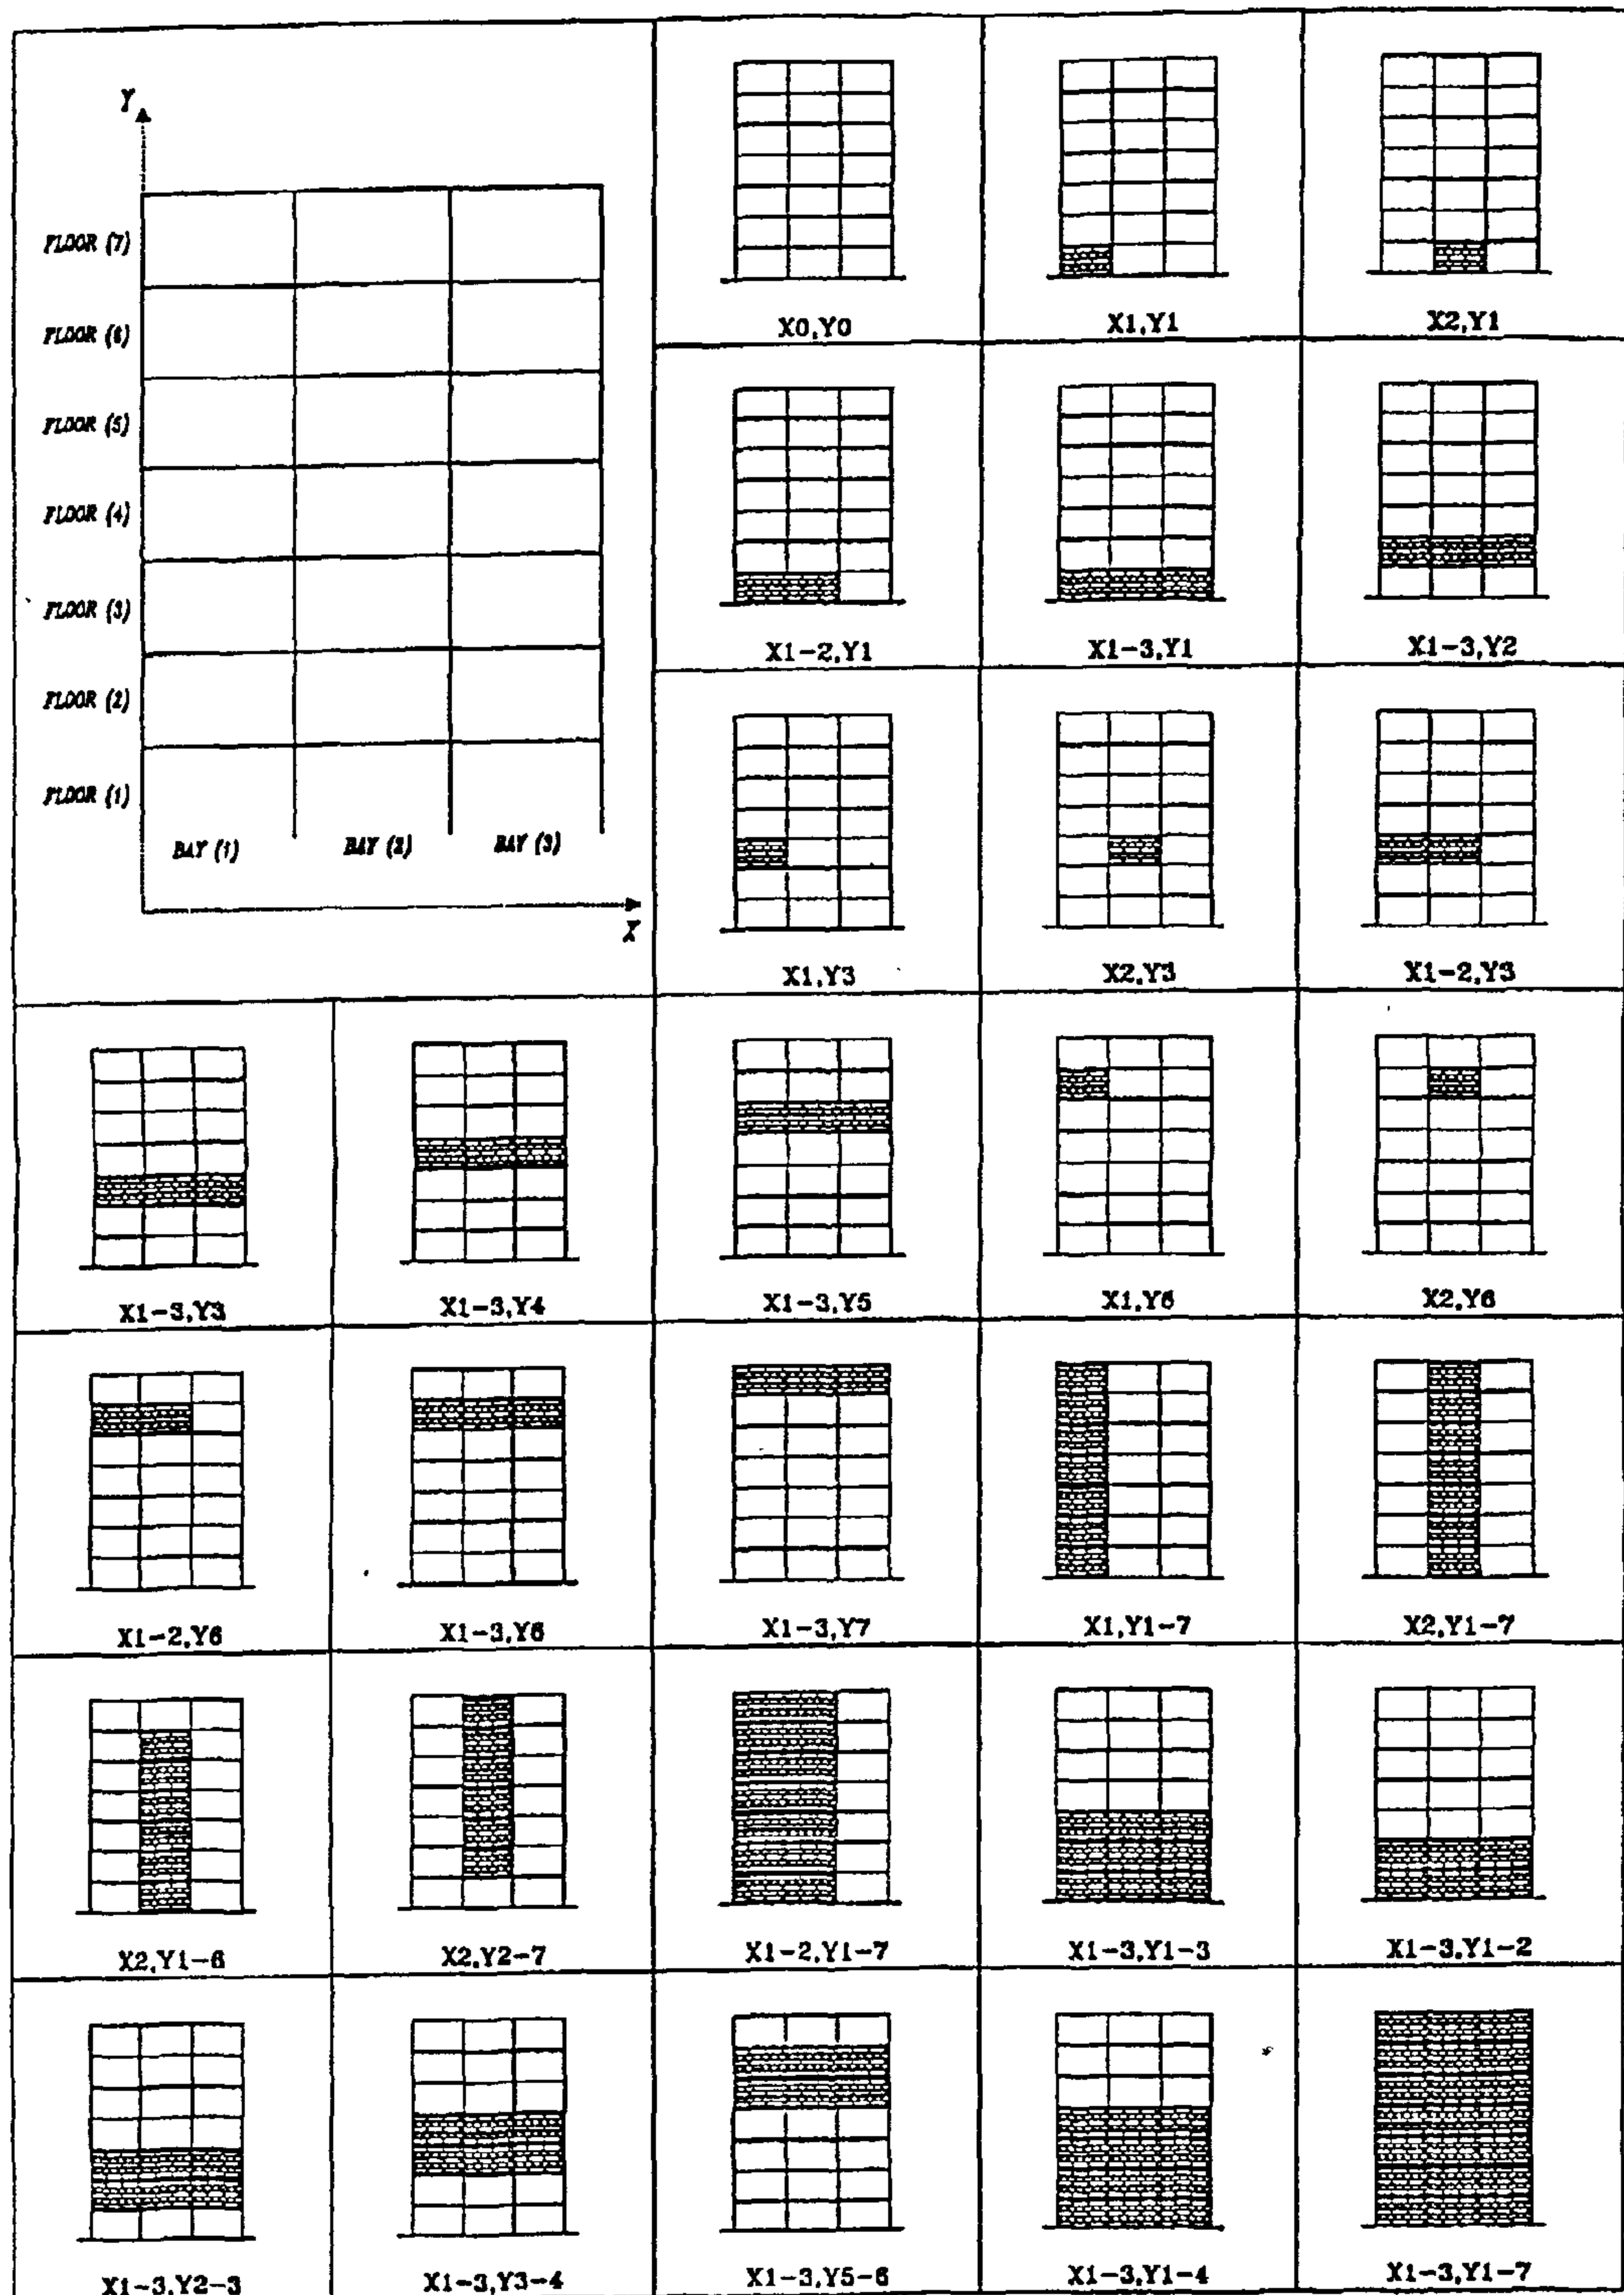 Y
FLOOR (7)
FLOOR (6)
FLOOR (5)
FLOOR (4)
FLOOR (3)
FLOOR (2)
FLOOR (1)
BAY (1) BAY (2) BAY (3)
X
X0,Y0 X1,Y1 X2,Y1
X1-2,Y1 X1-3,Y1 X1-3,Y2
X1,Y3 X2,Y3 X1-2,Y3
X1-3,Y3 X1-3,Y4 X1-3,Y5 X1,Y6 X2,Y6
X1-2,Y6 X1-3,Y6 X1-3,Y7 X1,Y1-7 X2,Y1-7
X2,Y1-6 X2,Y2-7 X1-2,Y1-7 X1-3,Y1-3 X1-3,Y1-2
X1-3,Y2-3 X1-3,Y3-4 X1-3,Y5-6 X1-3,Y1-4 X1-3,Y1-7